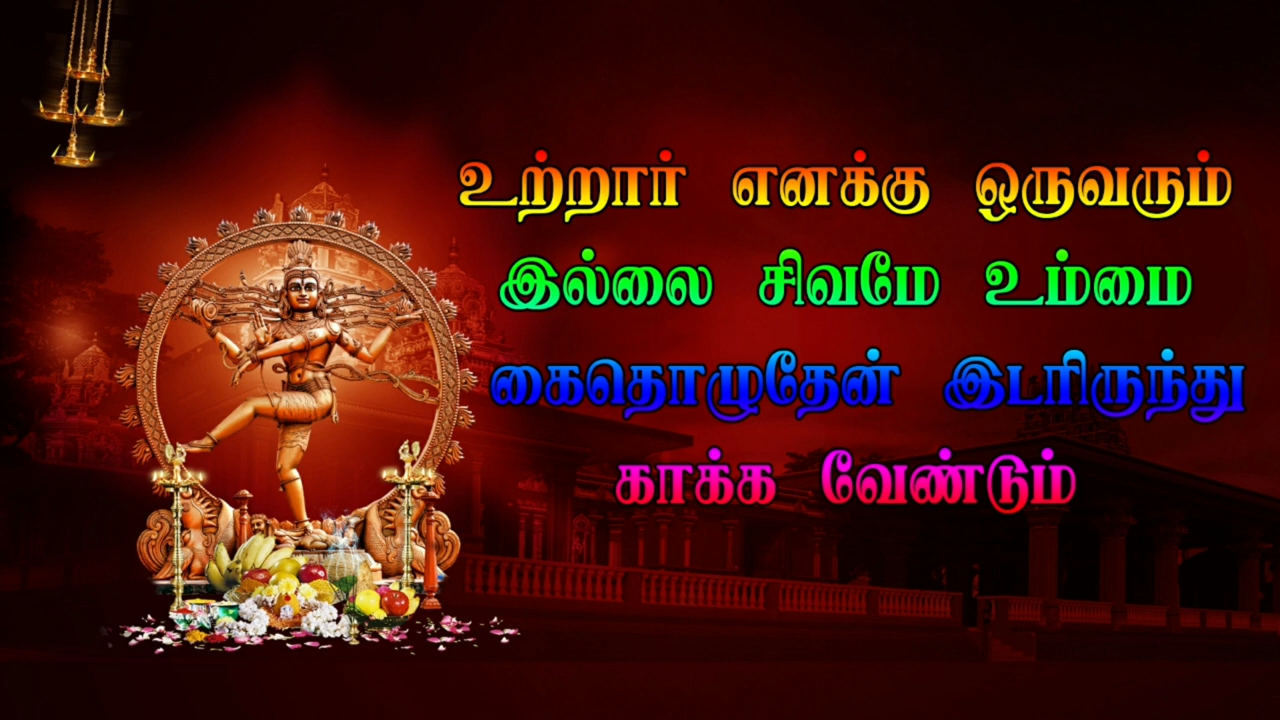 உற்றார் எனக்கு ஒருவரும்
இல்லை சிவமே உம்மை
கைதொழுதேன் இடரிருந்து
காக்க வேண்டும்